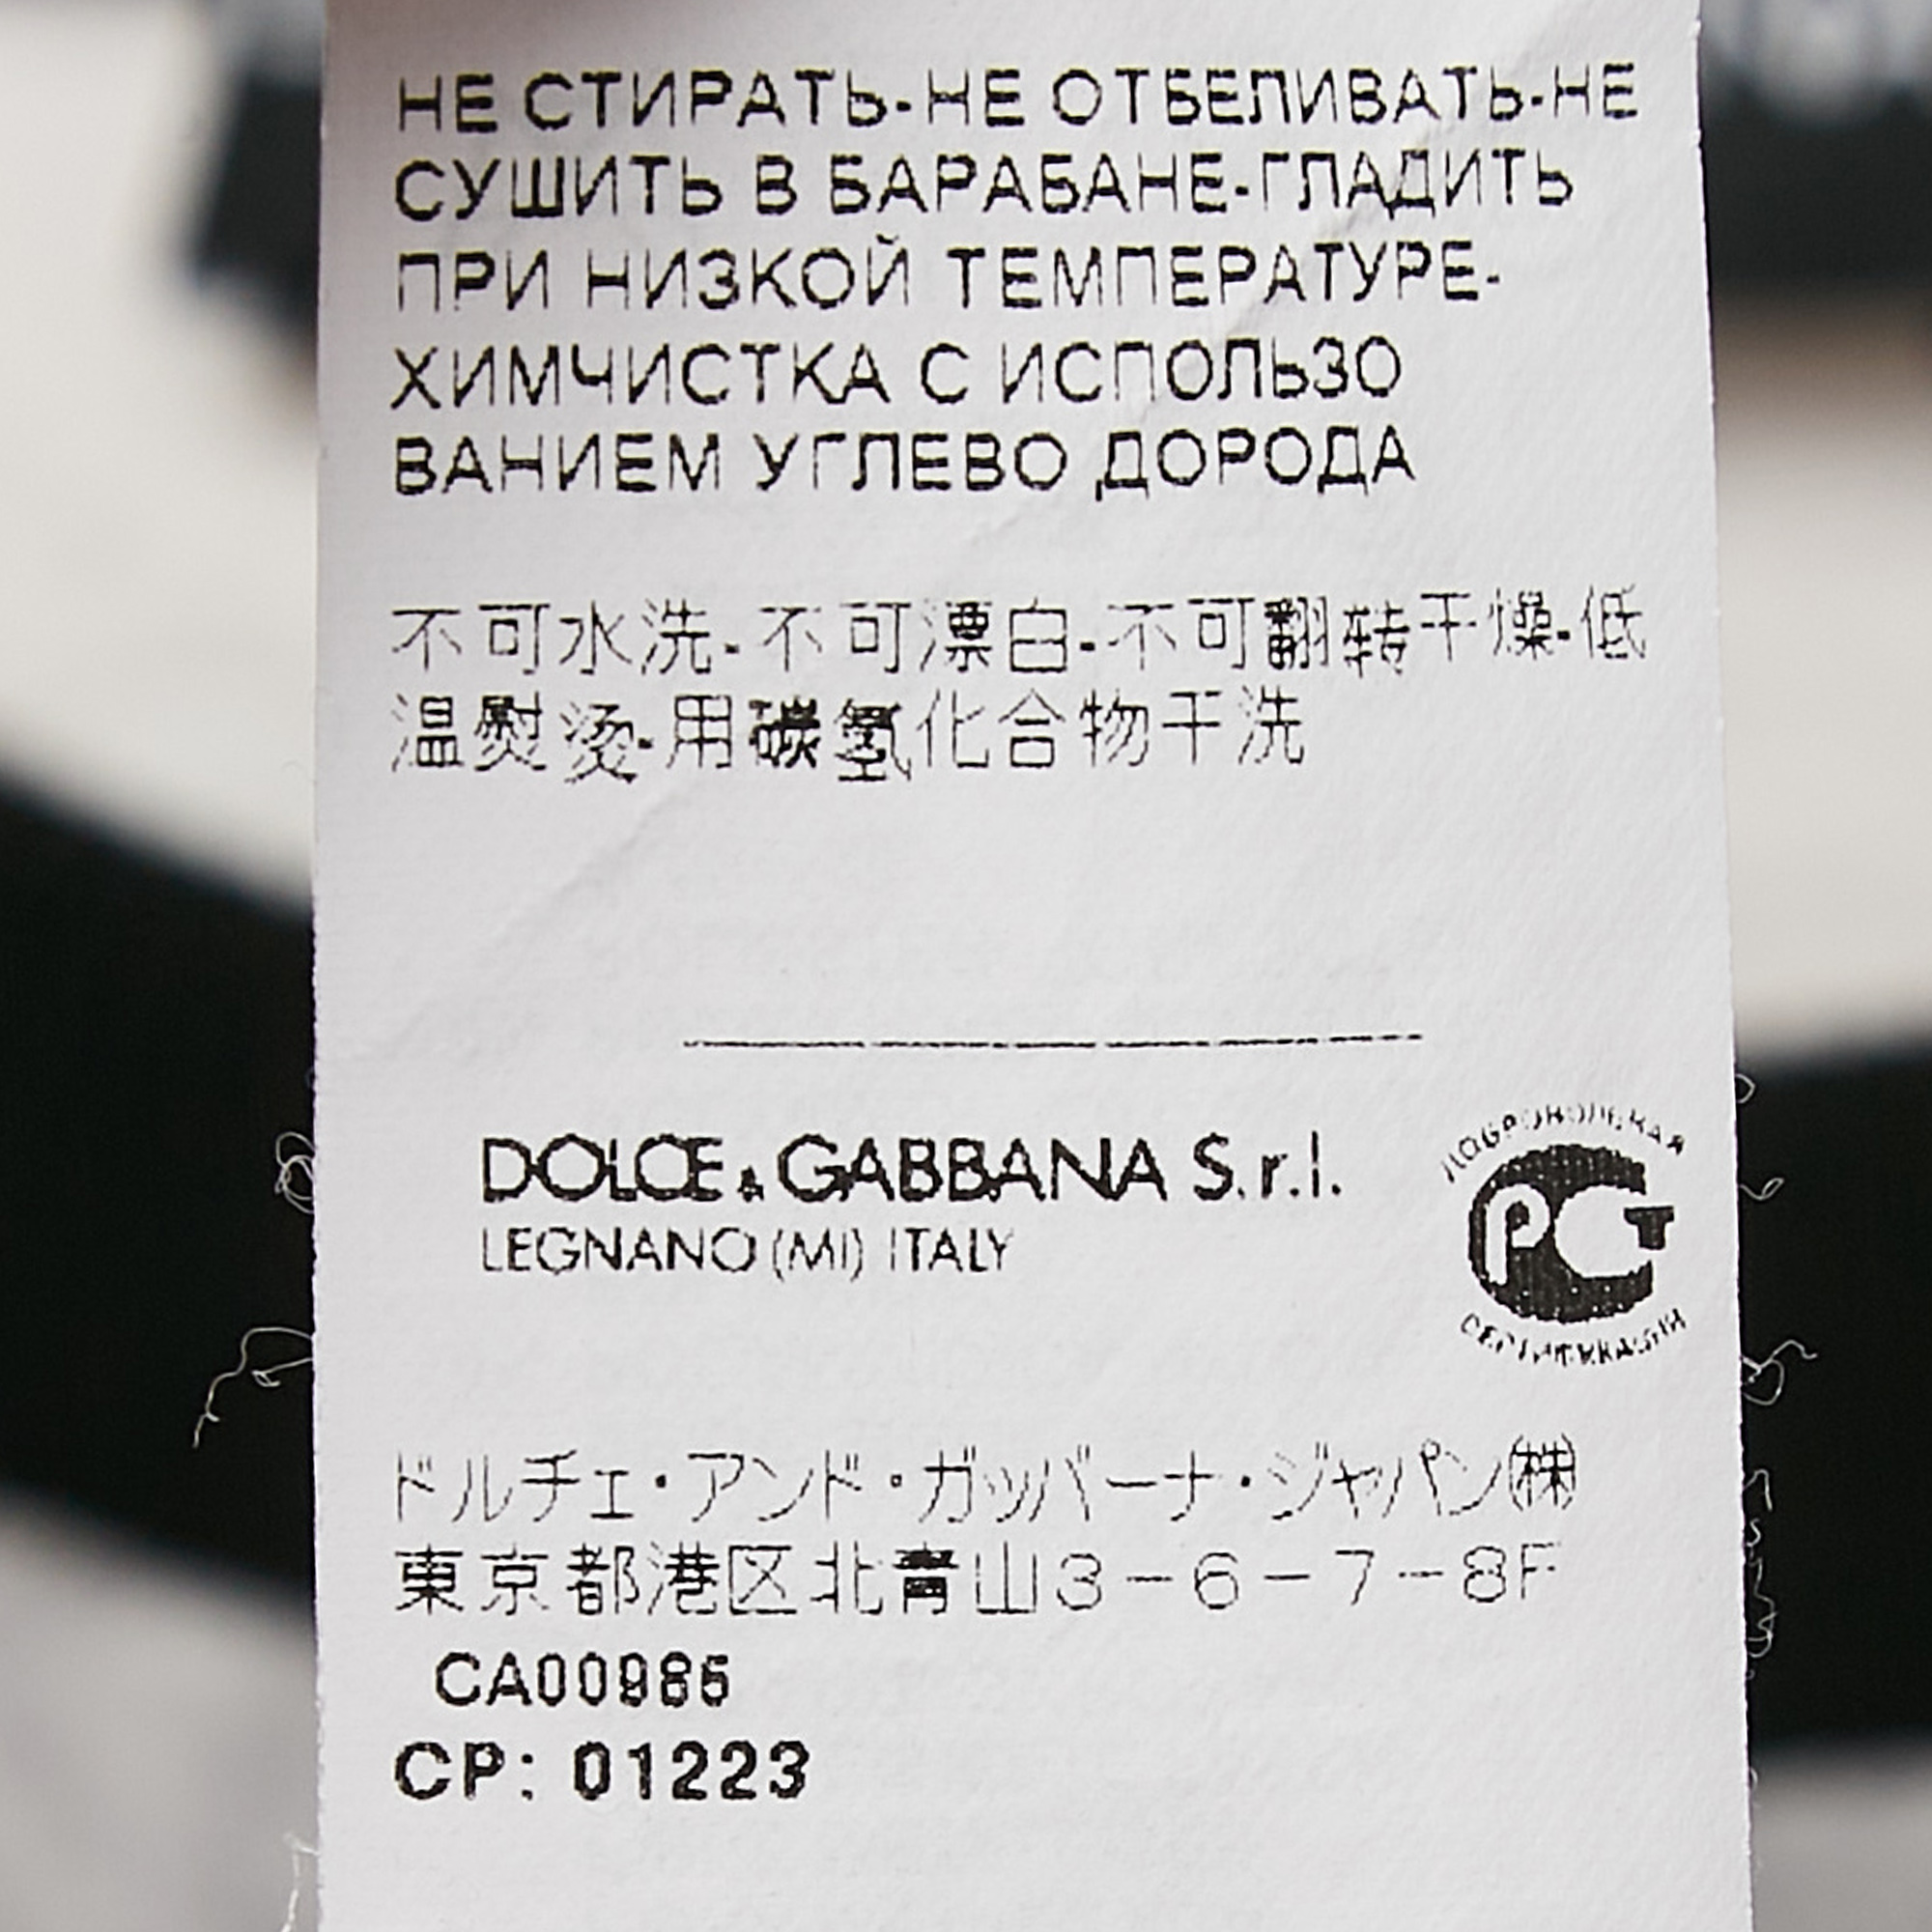 НЕ СТИРАТЬ-НЕ ОТБЕЛИВАТЬ-НЕ
СУШИТЬ В БАРАБАНЕ-ГЛАДИТЬ
ПРИ НИЗКОЙ ТЕМПЕРАТУРЕ-
ХИМЧИСТКА С ИСПОЛЬЗО
ВАНИЕМ УГЛЕВО ДОРОДА
不可水洗-不可漂白-不可翻转干燥-低
温熨烫-用碳氢化合物干洗
DOLCE & GABBANA S.r.l.
LEGNANO (MI) ITALY
ДОБРОВОЛЬНАЯ
РСТ
СЕРТИФИКАЦИЯ
ドルチェ・アンド・ガッバーナ・ジャパン㈱
東京都港区北青山3-6-7-8F
CA00985
CP: 01223